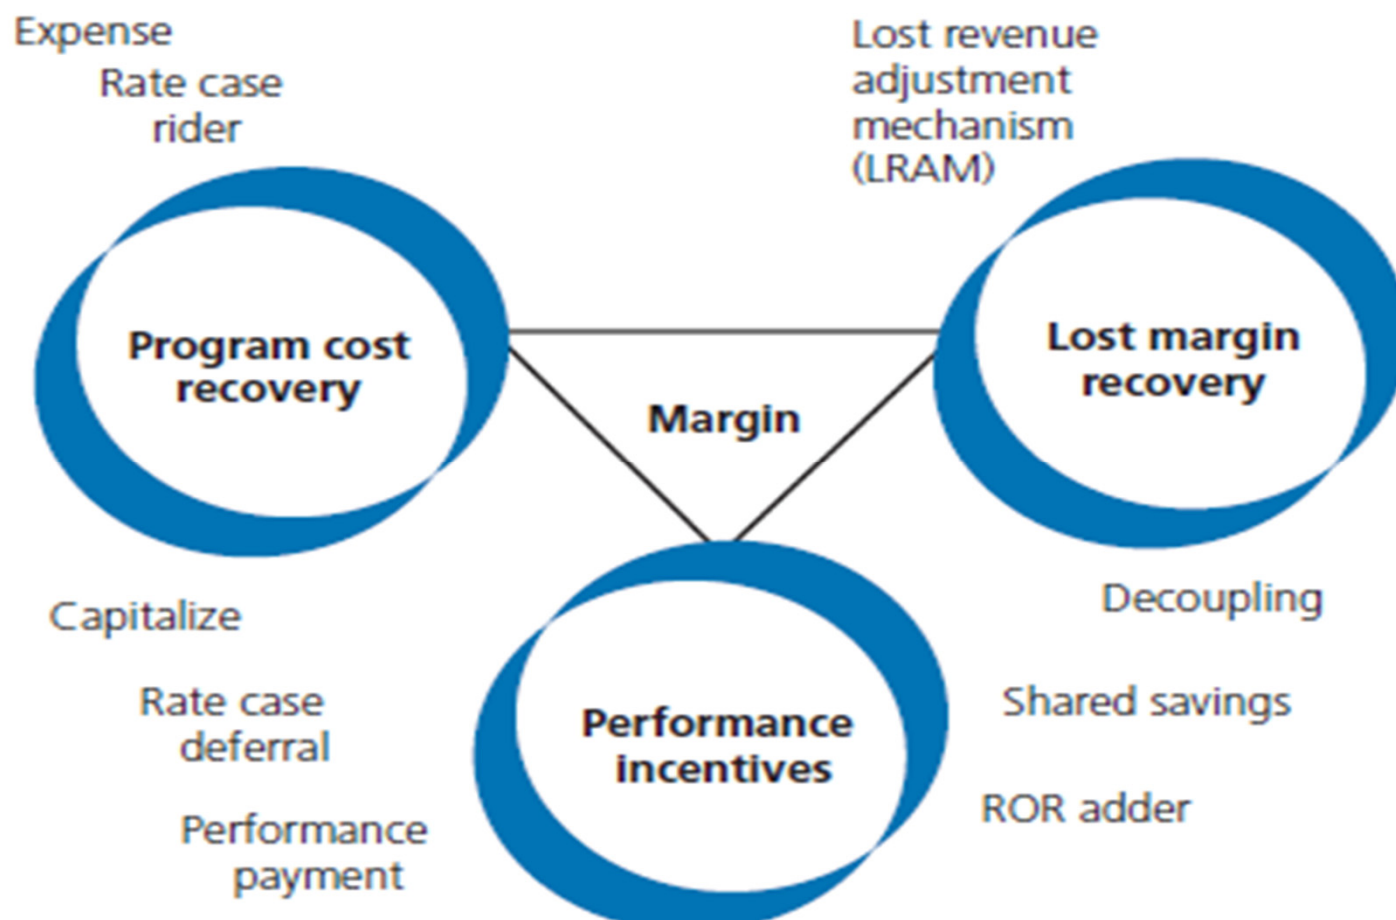 Expense
Rate case
rider
Lost revenue
adjustment
mechanism
(LRAM)
Program cost
recovery
Lost margin
recovery
Margin
Capitalize
Rate case
deferral
Performance
payment
Performance
incentives
Decoupling
Shared savings
ROR adder